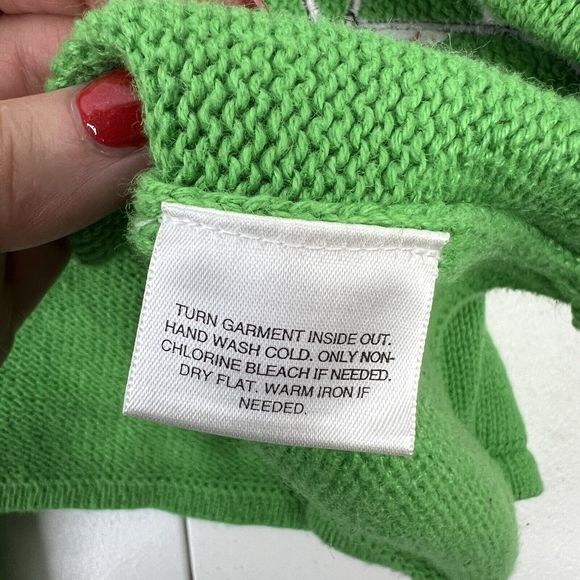 TURN GARMENT INSIDE OUT.
HAND WASH COLD. ONLY NON-
CHLORINE BLEACH IF NEEDED.
DRY FLAT. WARM IRON IF
NEEDED.